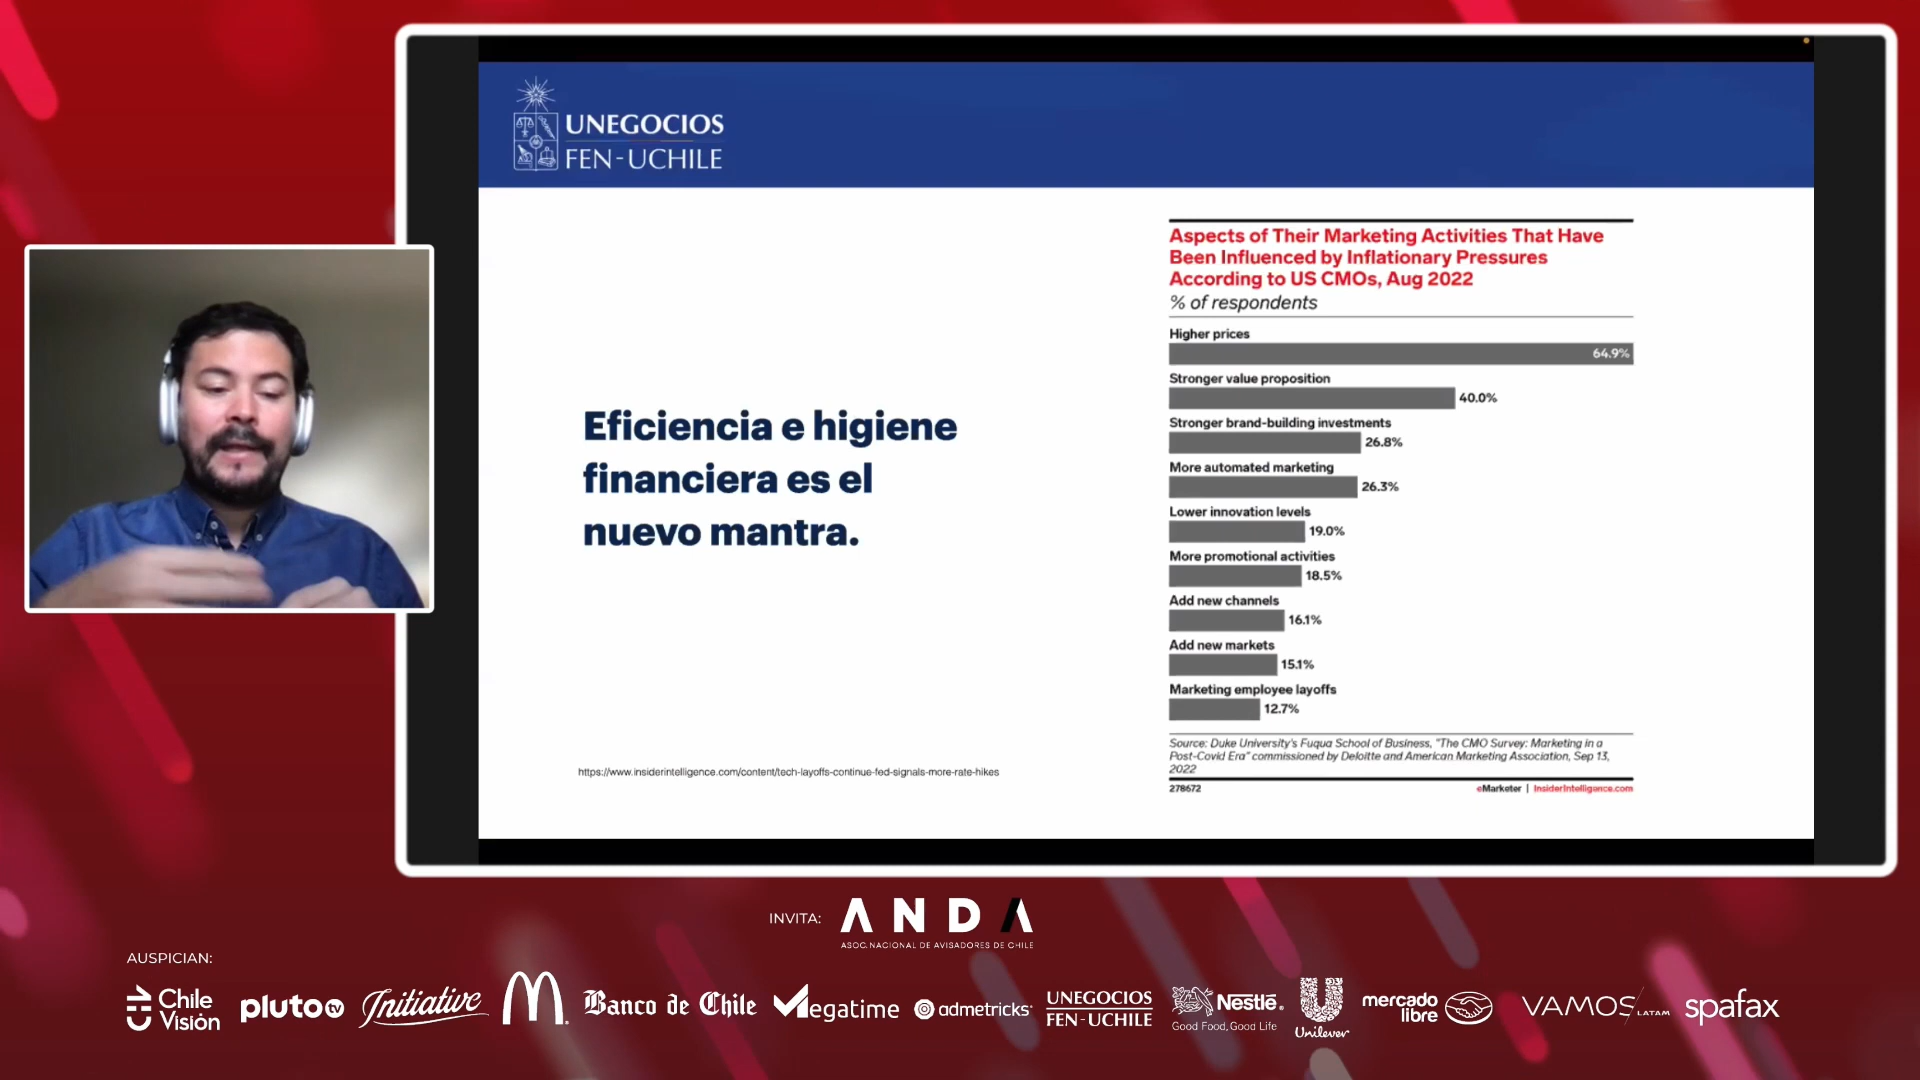 UNEGOCIOS
FEN-UCHILE
Eficiencia e higiene
financiera es el
nuevo mantra.
https://www.insiderintelligence.com/content/tech-layoffs-continue-fed-signals-more-rate-hikes
Aspects of Their Marketing Activities That Have
Been Influenced by Inflationary Pressures
According to US CMOs, Aug 2022
% of respondents
Higher prices
64.9%
Stronger value proposition
40.0%
Stronger brand-building investments
26.8%
More automated marketing
26.3%
Lower innovation levels
19.0%
More promotional activities
18.5%
Add new channels
16.1%
Add new markets
15.1%
Marketing employee layoffs
12.7%
Source: Duke University's Fuqua School of Business, "The CMO Survey: Marketing in a
Post-Covid Era" commissioned by Deloitte and American Marketing Association, Sep 13,
2022
278672
eMarketer | InsiderIntelligence.com
INVITA:
ANDA
ASOC. NACIONAL DE AVISADORES DE CHILE
AUSPICIAN:
Chile
Visión
pluto tv
Initiative
Banco de Chile
Megatime
admetricks
UNEGOCIOS
FEN-UCHILE
Nestlé
Good Food, Good Life
Unilever
mercado
libre
VAMOS/LATAM
spafax